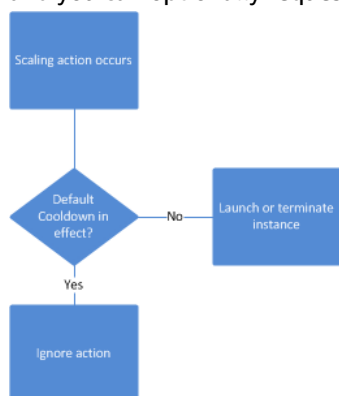 Scaling action occurs
Default
Cooldown in
effect?
No
Launch or terminate
instance
Yes
Ignore action